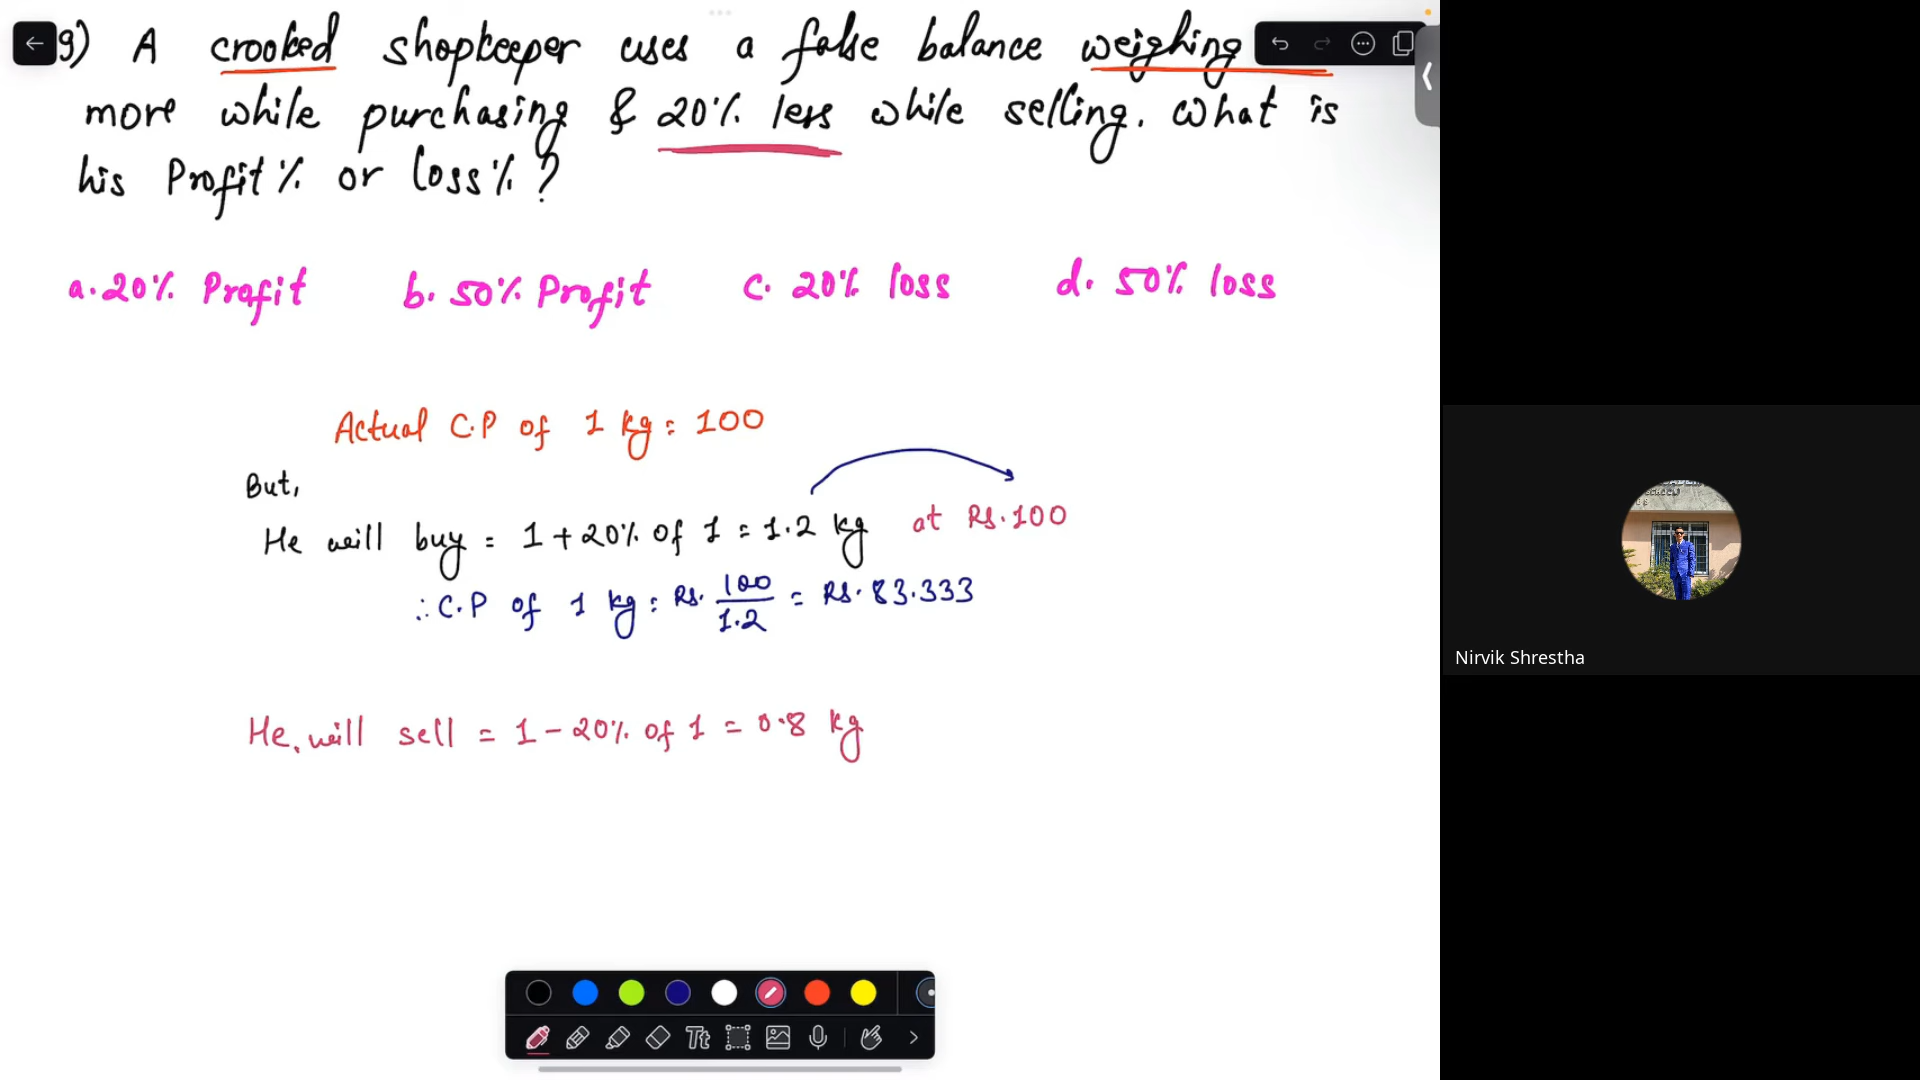 9) A crooked shopkeeper uses a false balance weighing
more while purchasing & 20% less while selling. What is
his Profit% or loss%?
a. 20% Profit b. 50% Profit c. 20% loss d. 50% loss
Actual C.P of 1 kg = 100
But,
He will buy = 1 + 20% of 1 = 1.2 kg at Rs. 100
∴ C.P of 1 kg = Rs. 100/1.2 = Rs. 83.333
He will sell = 1 - 20% of 1 = 0.8 kg
Tt
Nirvik Shrestha